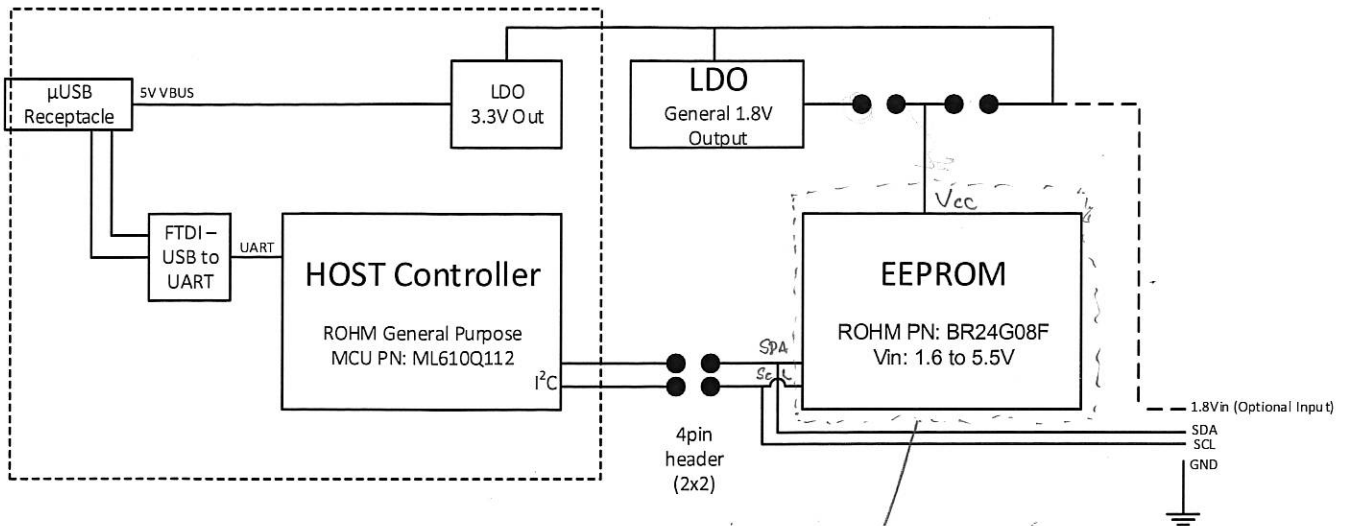 µUSB
Receptacle
5V VBUS
LDO
3.3V Out
LDO
General 1.8V
Output
Vcc
FTDI –
USB to
UART
UART
HOST Controller
ROHM General Purpose
MCU PN: ML610Q112
I²C
EEPROM
ROHM PN: BR24G08F
Vin: 1.6 to 5.5V
SDA
SCL
4pin
header
(2x2)
1.8Vin (Optional Input)
SDA
SCL
GND